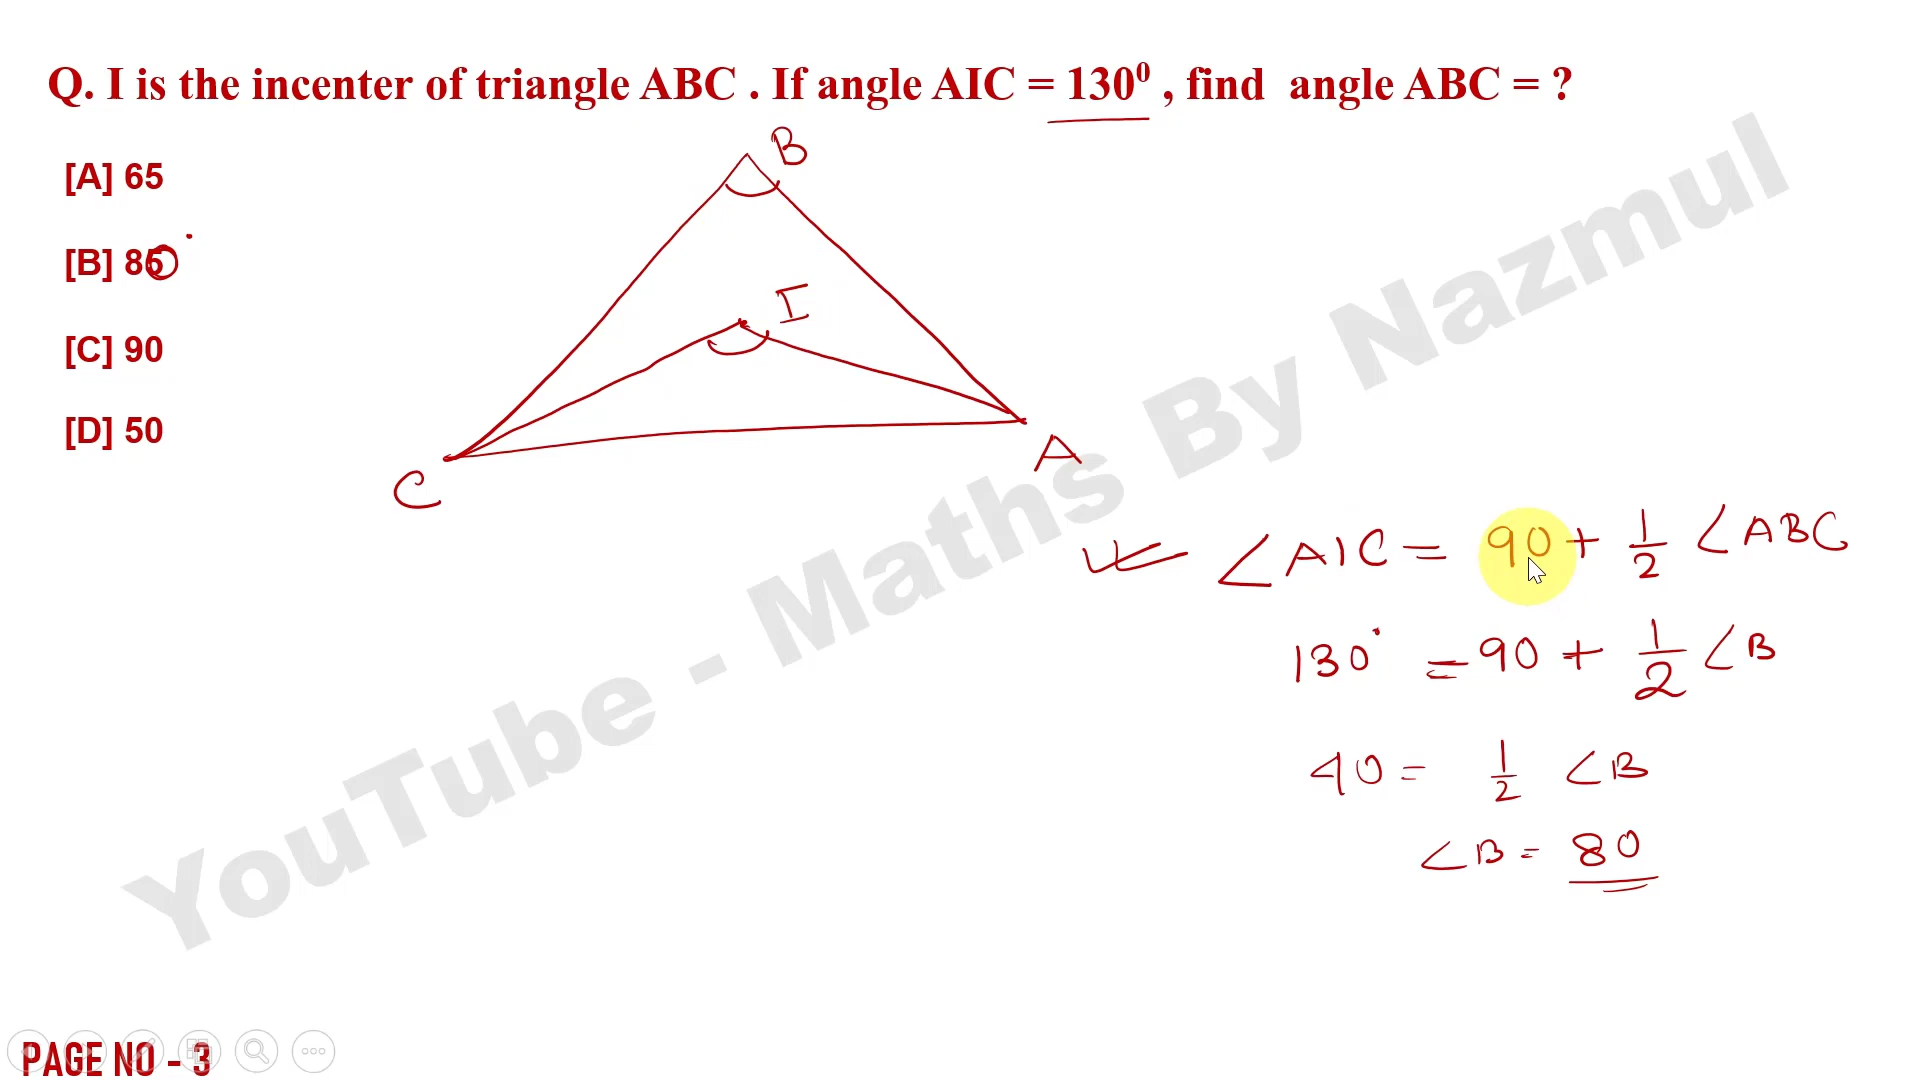 Q. I is the incenter of triangle ABC . If angle AIC = 130⁰ , find angle ABC = ?
B
[A] 65
[B] 85 0°
I
[C] 90
[D] 50
A
C
∠AIC = 90 + 1/2 ∠ABC
130° = 90 + 1/2 ∠B
40 = 1/2 ∠B
∠B = 80
YouTube - Maths By Nazmul
PAGE NO - 3